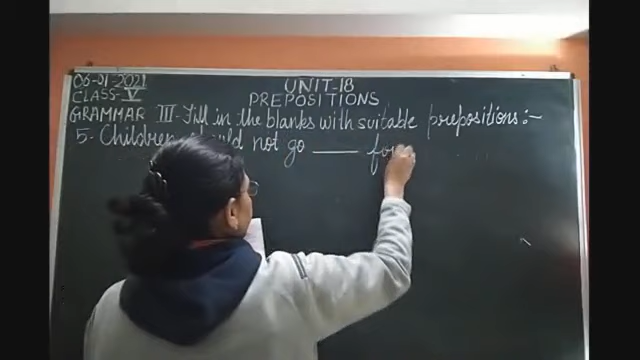 06-01-2021
UNIT-18
CLASS-V
PREPOSITIONS
GRAMMAR III-Fill in the blanks with suitable prepositions:-
5- Children should not go ____